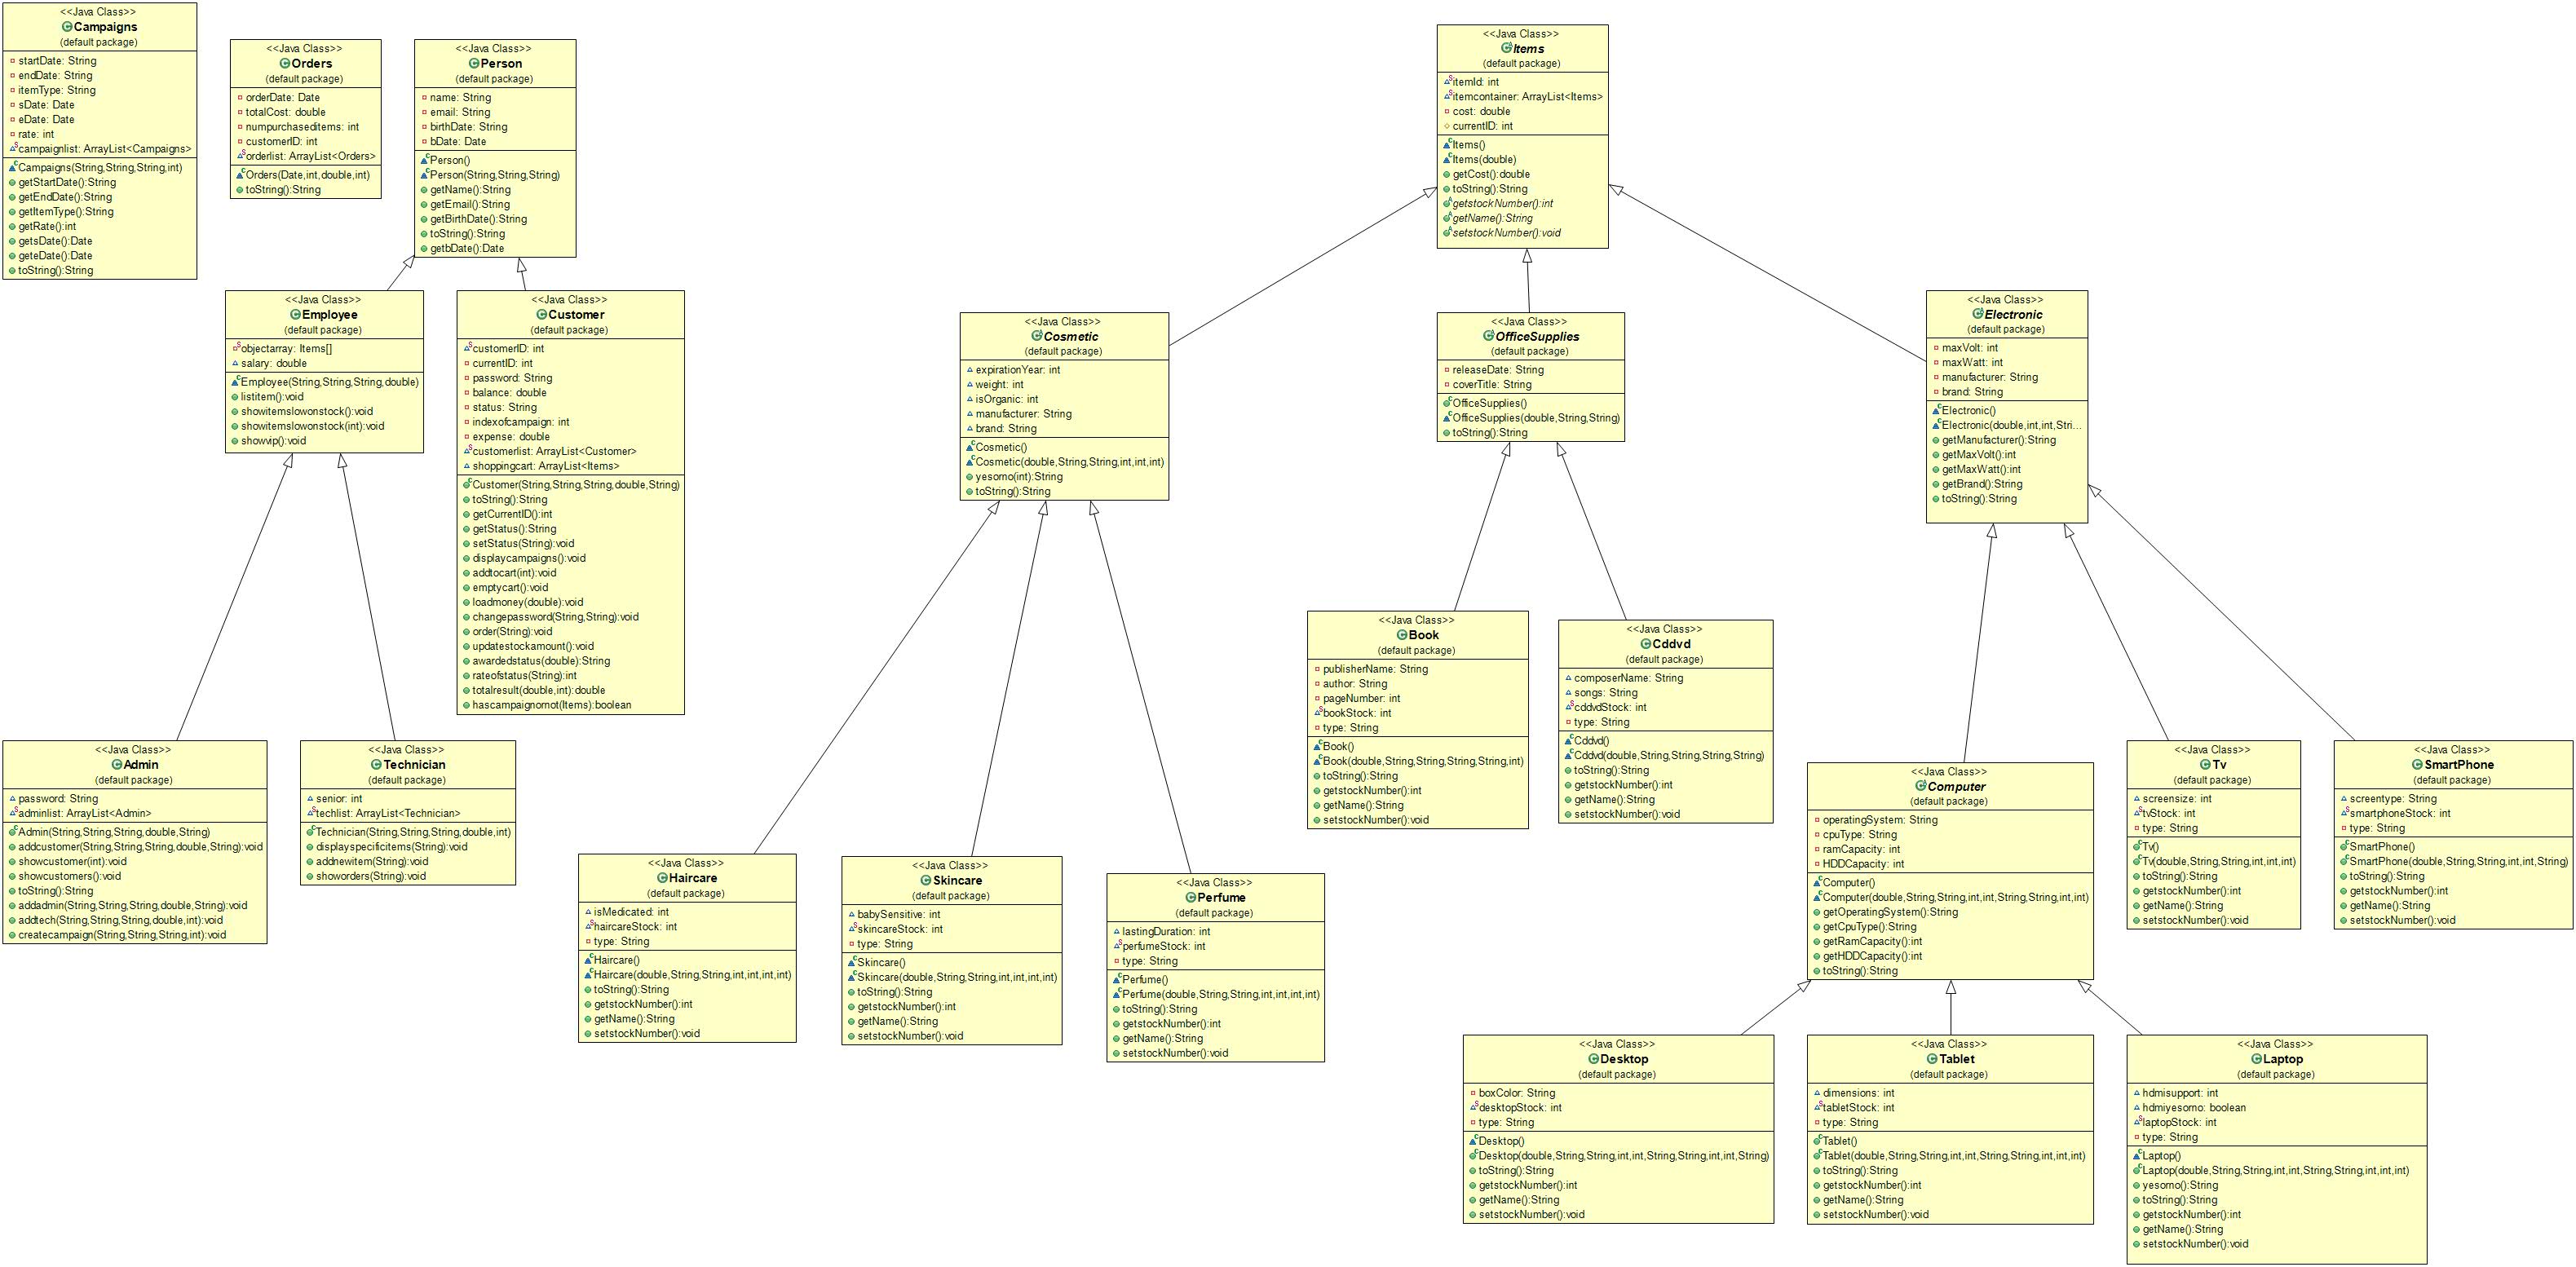 <<Java Class>>
Campaigns
(default package)
startDate: String
endDate: String
itemType: String
sDate: Date
eDate: Date
rate: int
campaignlist: ArrayList<Campaigns>
Campaigns(String,String,String,int)
getStartDate():String
getEndDate():String
getItemType():String
getRate():int
getsDate():Date
geteDate():Date
toString():String
<<Java Class>>
Orders
(default package)
orderDate: Date
totalCost: double
numpurchaseditems: int
customerID: int
orderlist: ArrayList<Orders>
Orders(Date,int,double,int)
toString():String
<<Java Class>>
Person
(default package)
name: String
email: String
birthDate: String
bDate: Date
Person()
Person(String,String,String)
getName():String
getEmail():String
getBirthDate():String
toString():String
getbDate():Date
<<Java Class>>
Items
(default package)
itemId: int
itemcontainer: ArrayList<Items>
cost: double
currentID: int
Items()
Items(double)
getCost():double
toString():String
getstockNumber():int
getName():String
setstockNumber():void
<<Java Class>>
Employee
(default package)
objectarray: Items[]
salary: double
Employee(String,String,String,double)
listitem():void
showitemslowonstock():void
showitemslowonstock(int):void
showvip():void
<<Java Class>>
Customer
(default package)
customerID: int
currentID: int
password: String
balance: double
status: String
indexofcampaign: int
expense: double
customerlist: ArrayList<Customer>
shoppingcart: ArrayList<Items>
Customer(String,String,String,double,String)
toString():String
getCurrentID():int
getStatus():String
setStatus(String):void
displaycampaigns():void
addtocart(int):void
emptycart():void
loadmoney(double):void
changepassword(String,String):void
order(String):void
updatestockamount():void
awardedstatus(double):String
rateofstatus(String):int
totalresult(double,int):double
hascampaignornot(Items):boolean
<<Java Class>>
Cosmetic
(default package)
expirationYear: int
weight: int
isOrganic: int
manufacturer: String
brand: String
Cosmetic()
Cosmetic(double,String,String,int,int,int)
yesorno(int):String
toString():String
<<Java Class>>
OfficeSupplies
(default package)
releaseDate: String
coverTitle: String
OfficeSupplies()
OfficeSupplies(double,String,String)
toString():String
<<Java Class>>
Electronic
(default package)
maxVolt: int
maxWatt: int
manufacturer: String
brand: String
Electronic()
Electronic(double,int,int,Stri...
getManufacturer():String
getMaxVolt():int
getMaxWatt():int
getBrand():String
toString():String
<<Java Class>>
Book
(default package)
publisherName: String
author: String
pageNumber: int
bookStock: int
type: String
Book()
Book(double,String,String,String,String,int)
toString():String
getstockNumber():int
getName():String
setstockNumber():void
<<Java Class>>
Cddvd
(default package)
composerName: String
songs: String
cddvdStock: int
type: String
Cddvd()
Cddvd(double,String,String,String,String)
toString():String
getstockNumber():int
getName():String
setstockNumber():void
<<Java Class>>
Admin
(default package)
password: String
adminlist: ArrayList<Admin>
Admin(String,String,String,double,String)
addcustomer(String,String,String,double,String):void
showcustomer(int):void
showcustomers():void
toString():String
addadmin(String,String,String,double,String):void
addtech(String,String,String,double,int):void
createcampaign(String,String,String,int):void
<<Java Class>>
Technician
(default package)
senior: int
techlist: ArrayList<Technician>
Technician(String,String,String,double,int)
displayspecificitems(String):void
addnewitem(String):void
showorders(String):void
<<Java Class>>
Computer
(default package)
operatingSystem: String
cpuType: String
ramCapacity: int
HDDCapacity: int
Computer()
Computer(double,String,String,int,int,String,String,int,int)
getOperatingSystem():String
getCpuType():String
getRamCapacity():int
getHDDCapacity():int
toString():String
<<Java Class>>
Tv
(default package)
screensize: int
tvStock: int
type: String
Tv()
Tv(double,String,String,int,int,int)
toString():String
getstockNumber():int
getName():String
setstockNumber():void
<<Java Class>>
SmartPhone
(default package)
screentype: String
smartphoneStock: int
type: String
SmartPhone()
SmartPhone(double,String,String,int,int,String)
toString():String
getstockNumber():int
getName():String
setstockNumber():void
<<Java Class>>
Haircare
(default package)
isMedicated: int
haircareStock: int
type: String
Haircare()
Haircare(double,String,String,int,int,int,int)
toString():String
getstockNumber():int
getName():String
setstockNumber():void
<<Java Class>>
Skincare
(default package)
babySensitive: int
skincareStock: int
type: String
Skincare()
Skincare(double,String,String,int,int,int,int)
toString():String
getstockNumber():int
getName():String
setstockNumber():void
<<Java Class>>
Perfume
(default package)
lastingDuration: int
perfumeStock: int
type: String
Perfume()
Perfume(double,String,String,int,int,int,int)
toString():String
getstockNumber():int
getName():String
setstockNumber():void
<<Java Class>>
Desktop
(default package)
boxColor: String
desktopStock: int
type: String
Desktop()
Desktop(double,String,String,int,int,String,String,int,int,String)
toString():String
getstockNumber():int
getName():String
setstockNumber():void
<<Java Class>>
Tablet
(default package)
dimensions: int
tabletStock: int
type: String
Tablet()
Tablet(double,String,String,int,int,String,String,int,int,int)
toString():String
getstockNumber():int
getName():String
setstockNumber():void
<<Java Class>>
Laptop
(default package)
hdmisupport: int
hdmiyesorno: boolean
laptopStock: int
type: String
Laptop()
Laptop(double,String,String,int,int,String,String,int,int,int)
yesorno():String
toString():String
getstockNumber():int
getName():String
setstockNumber():void